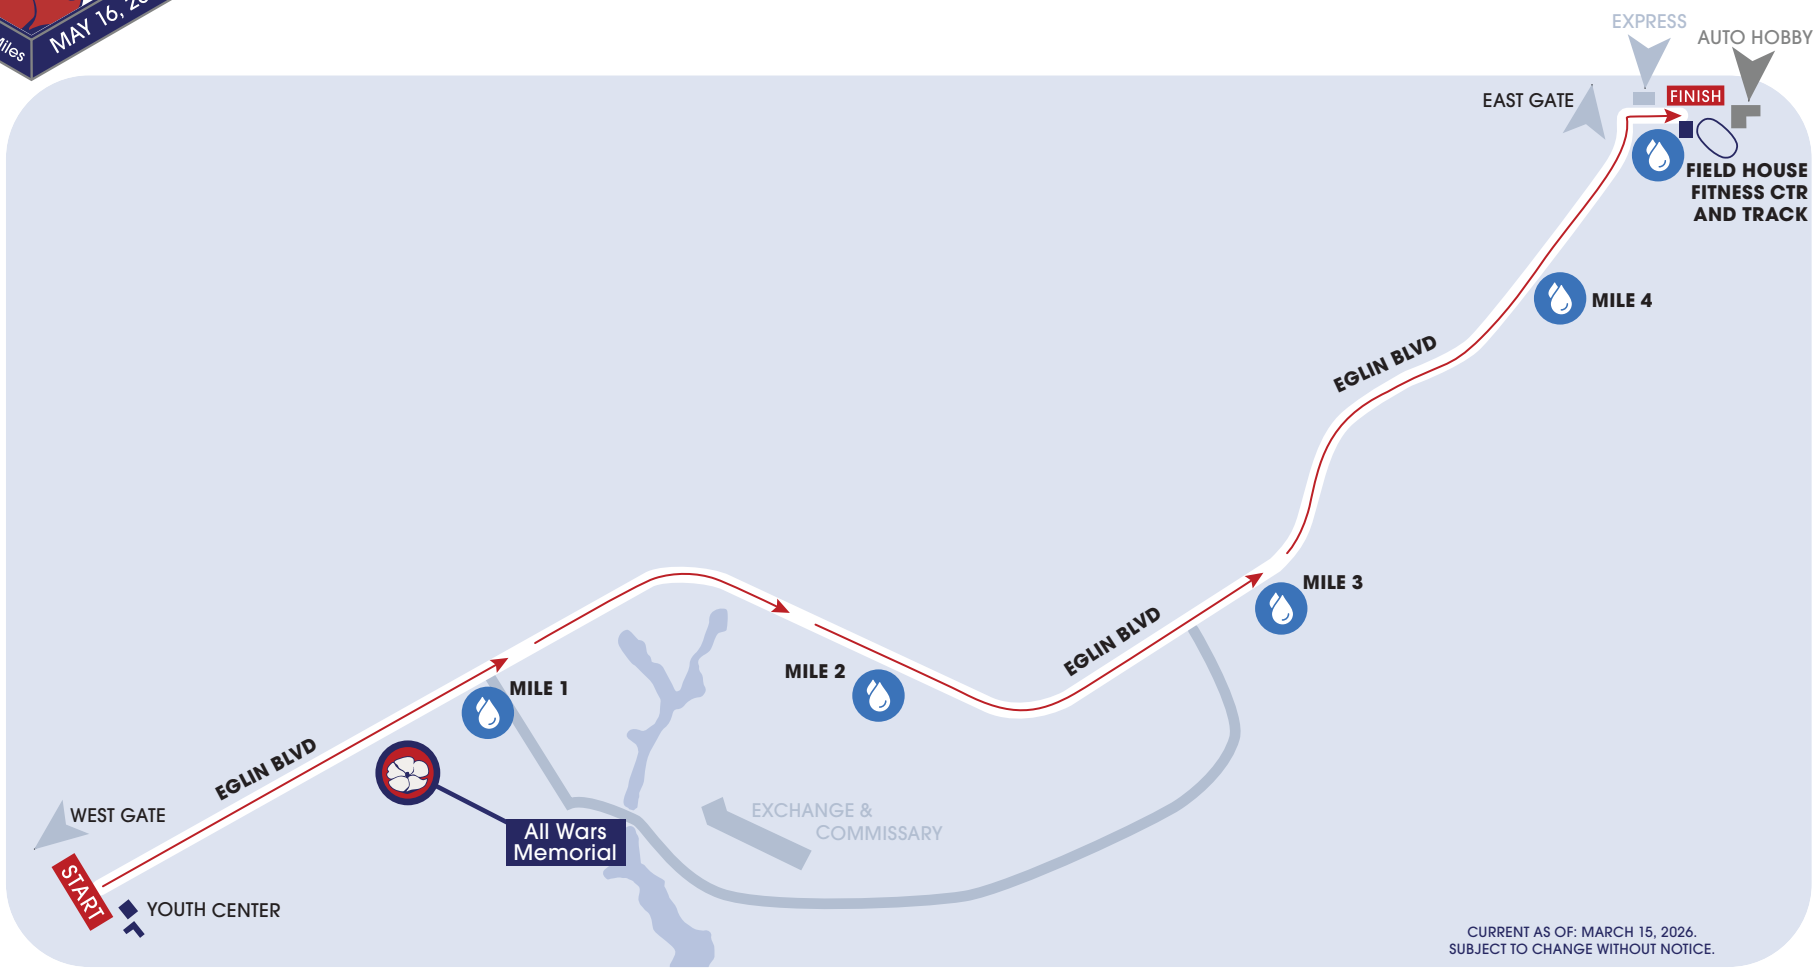 Miles
MAY 16, 20
EXPRESS
AUTO HOBBY
EAST GATE
FINISH
FIELD HOUSE
FITNESS CTR
AND TRACK
MILE 4
EGLIN BLVD
MILE 3
EGLIN BLVD
MILE 2
MILE 1
EGLIN BLVD
WEST GATE
All Wars
Memorial
EXCHANGE &
COMMISSARY
START
YOUTH CENTER
CURRENT AS OF: MARCH 15, 2026.
SUBJECT TO CHANGE WITHOUT NOTICE.